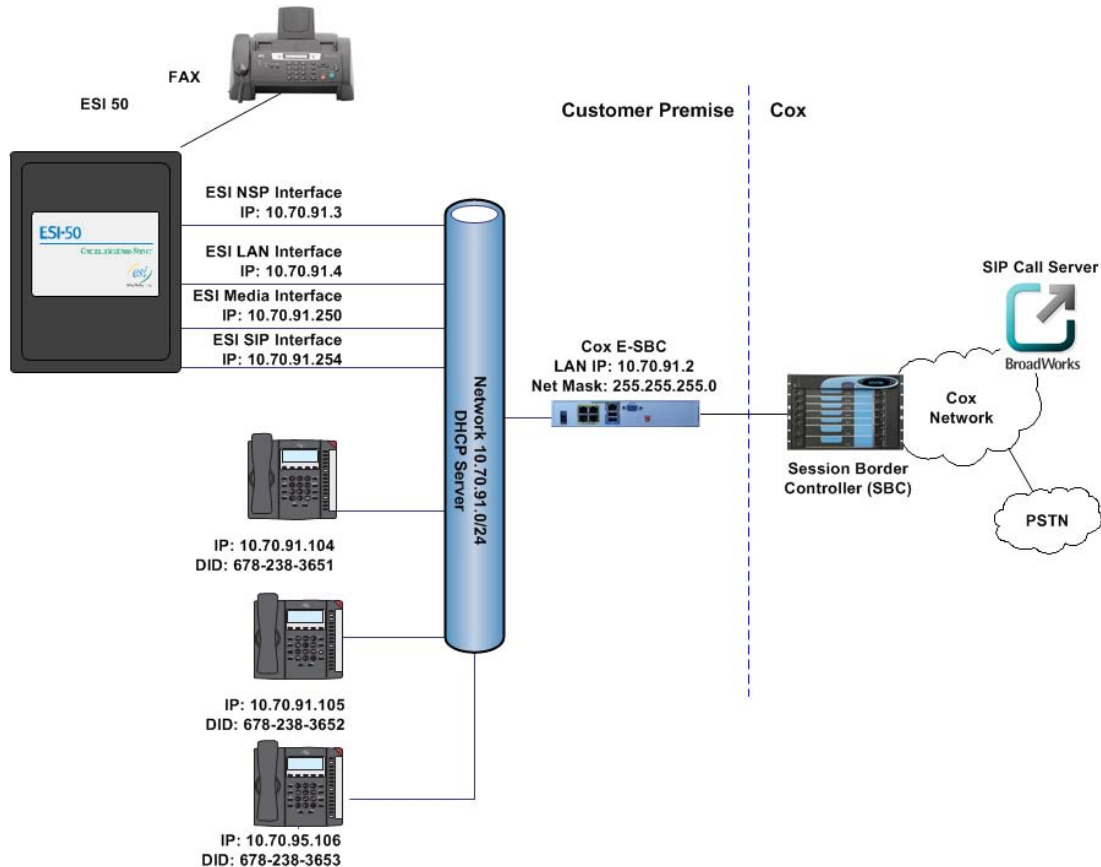 FAX
ESI 50
Customer Premise
Cox
ESI NSP Interface
IP: 10.70.91.3
ESI-50
Communications Server
esi
ESI LAN Interface
IP: 10.70.91.4
ESI Media Interface
IP: 10.70.91.250
ESI SIP Interface
IP: 10.70.91.254
Network 10.70.91.0/24
DHCP Server
Cox E-SBC
LAN IP: 10.70.91.2
Net Mask: 255.255.255.0
SIP Call Server
BroadWorks
Cox
Network
Session Border
Controller (SBC)
PSTN
IP: 10.70.91.104
DID: 678-238-3651
IP: 10.70.91.105
DID: 678-238-3652
IP: 10.70.95.106
DID: 678-238-3653